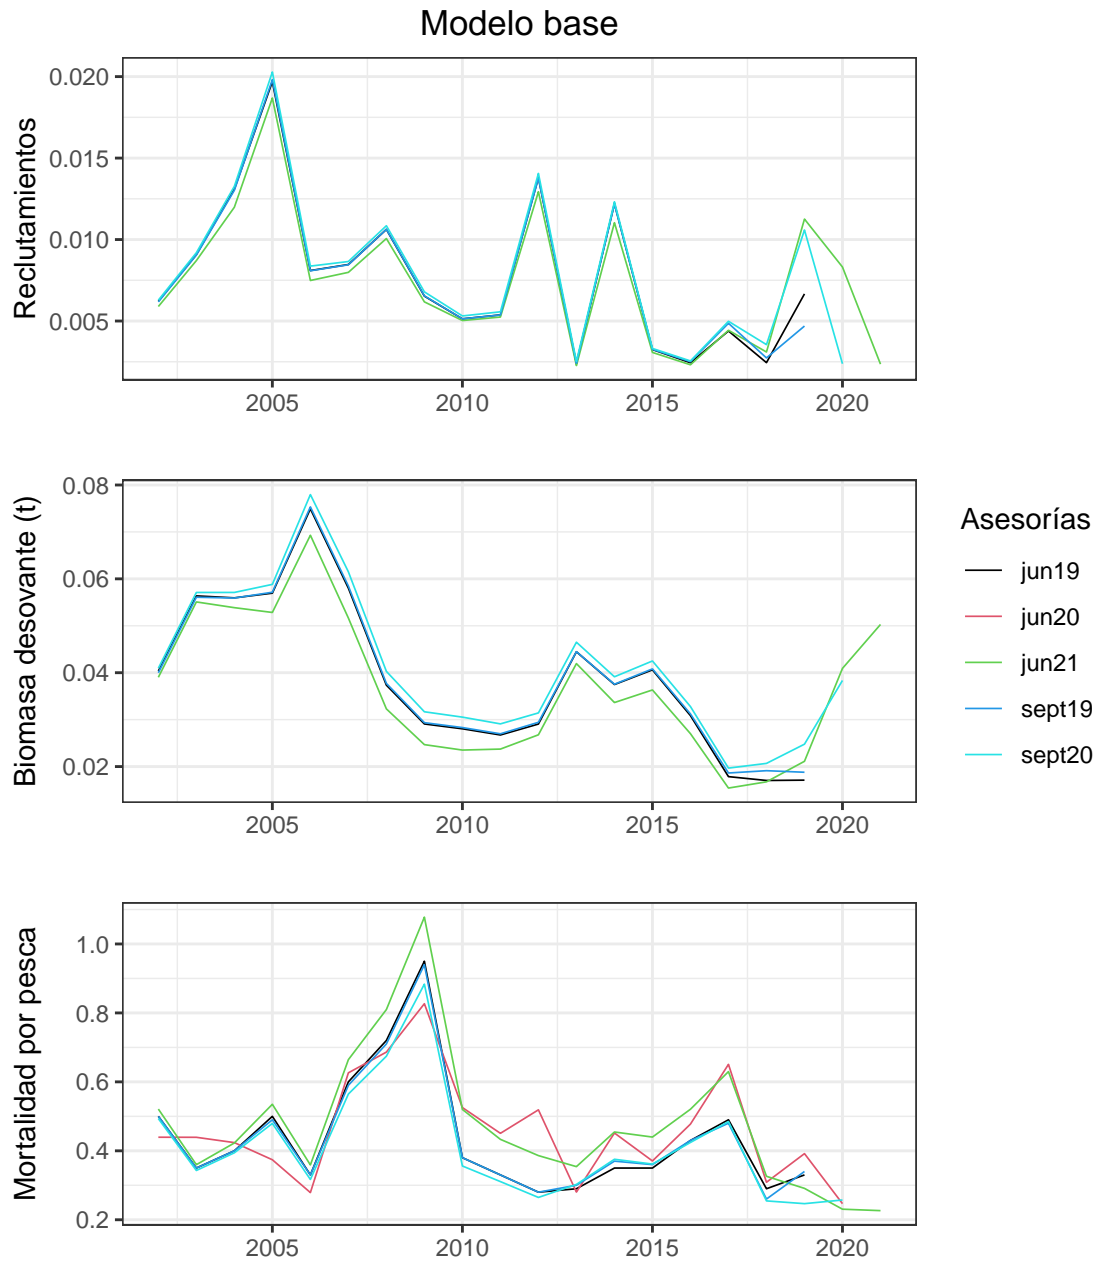 Modelo base
Reclutamientos
0.020
0.015
0.010
0.005
2005 2010 2015 2020
Biomasa desovante (t)
0.08
0.06
0.04
0.02
2005 2010 2015 2020
Asesorías
jun19
jun20
jun21
sept19
sept20
Mortalidad por pesca
1.0
0.8
0.6
0.4
0.2
2005 2010 2015 2020